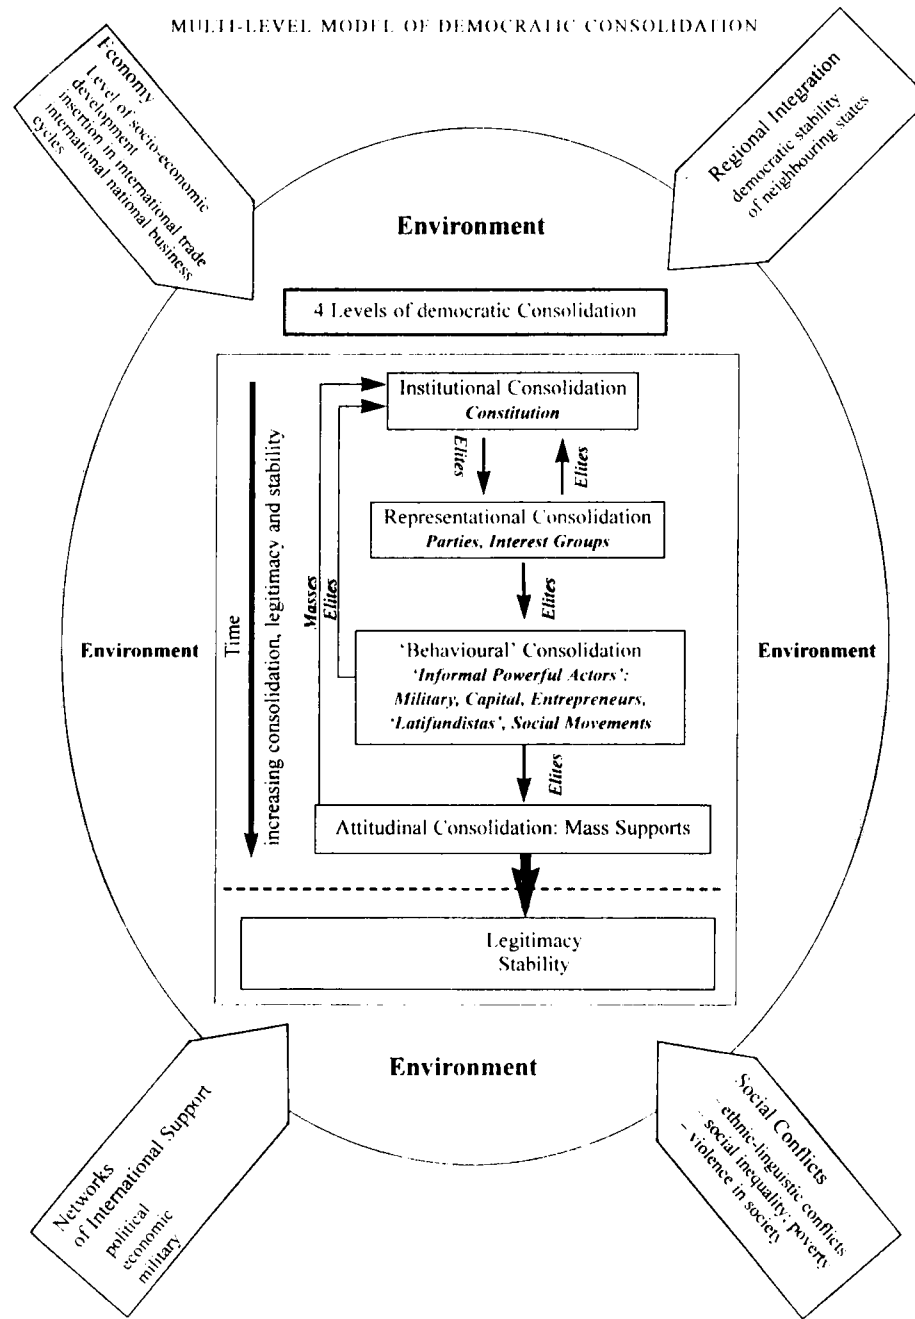 MULTI-LEVEL MODEL OF DEMOCRATIC CONSOLIDATION
Economy
Level of socio-economic
development
insertion in international trade
international national business
cycles
Regional Integration
democratic stability
of neighbouring states
Environment
4 Levels of democratic Consolidation
Institutional Consolidation
Constitution
Elites
Elites
Representational Consolidation
Parties, Interest Groups
Elites
Masses
Elites
Time
increasing consolidation, legitimacy and stability
Environment
Environment
‘Behavioural’ Consolidation
‘Informal Powerful Actors’:
Military, Capital, Entrepreneurs,
‘Latifundistas’, Social Movements
Elites
Attitudinal Consolidation: Mass Supports
Legitimacy
Stability
Environment
Networks
of International Support
political
economic
military
Social Conflicts
– ethnic-linguistic conflicts
– social inequality; poverty
– violence in society